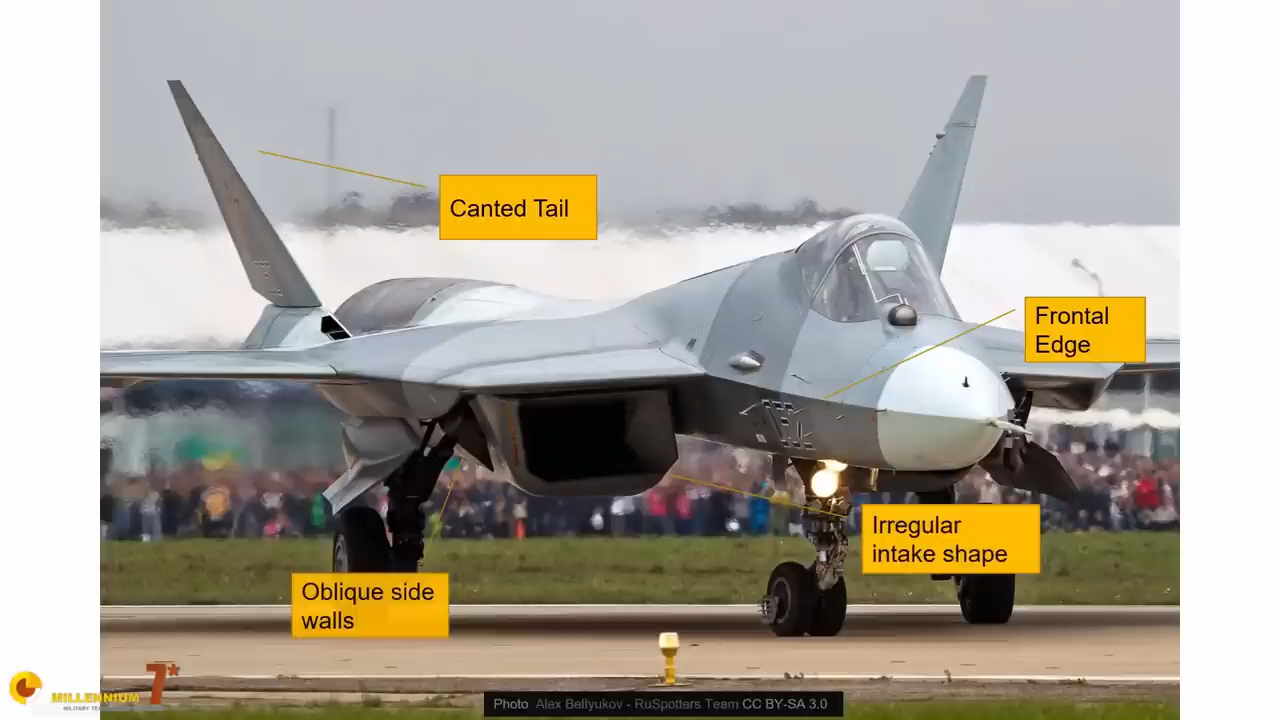 Canted Tail
Frontal
Edge
Irregular
intake shape
Oblique side
walls
MILLENNIUM 7*
Photo Alex Beltyukov - RuSpotters Team CC BY-SA 3.0